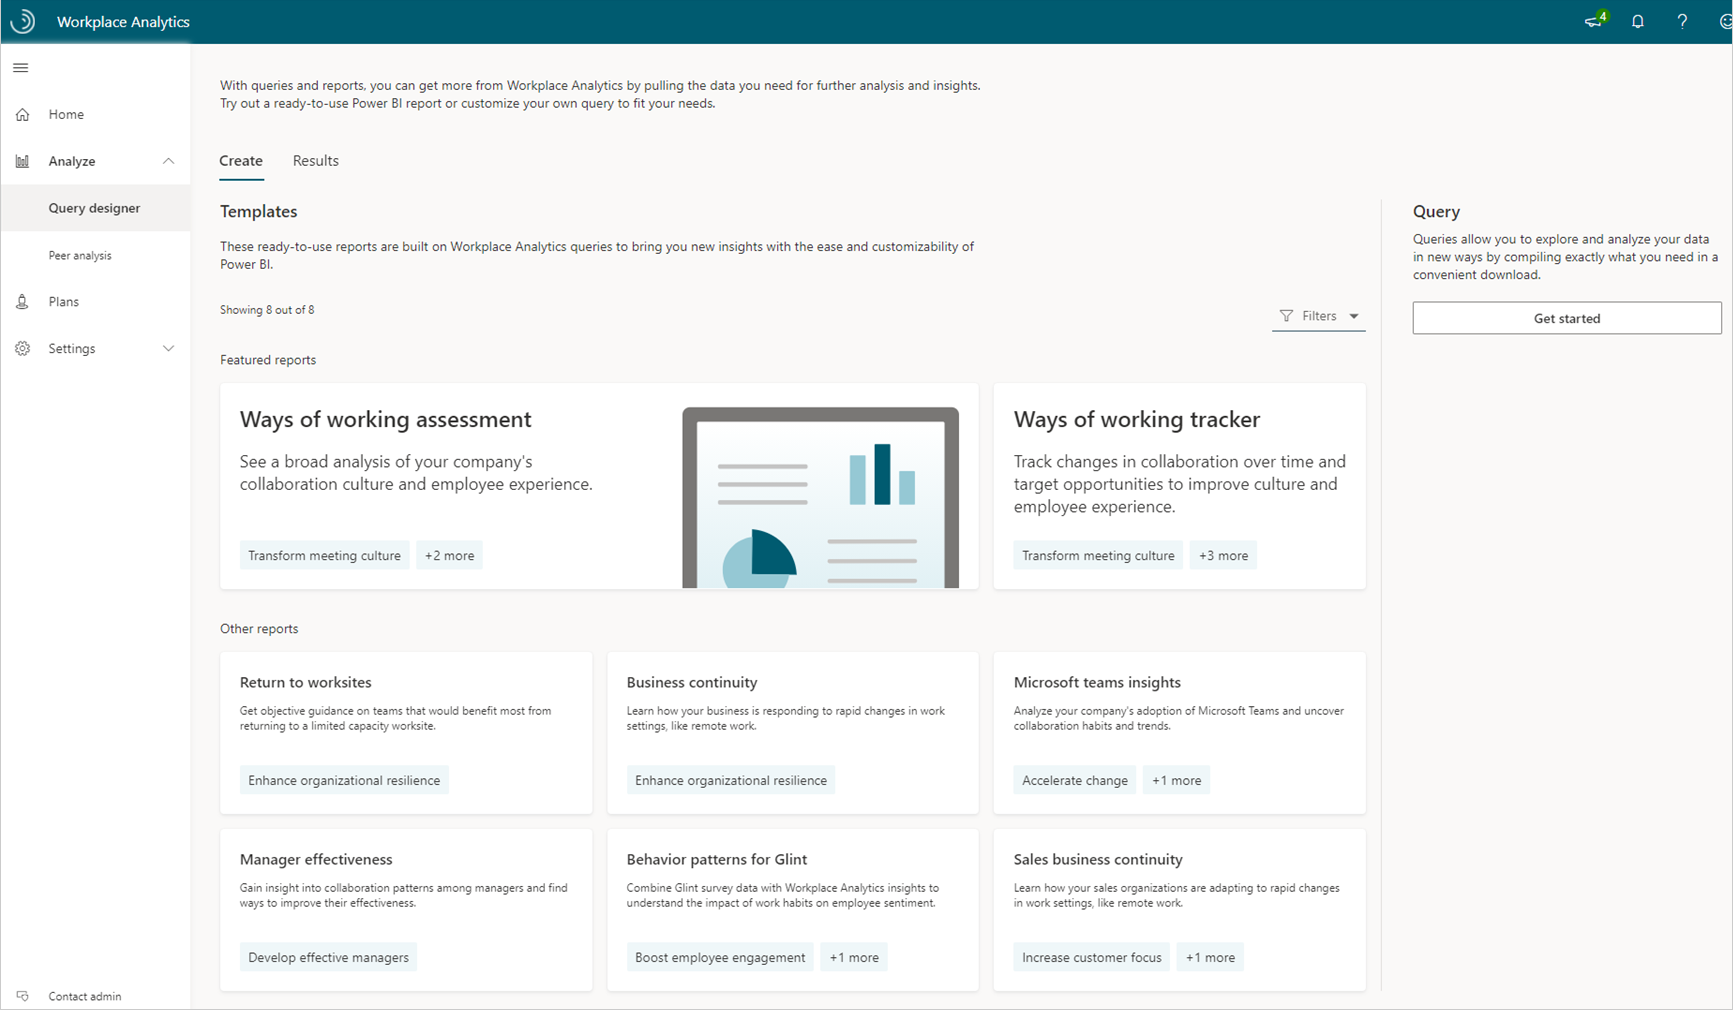 Workplace Analytics
4
Home
Analyze
Query designer
Peer analysis
Plans
Settings
Contact admin
With queries and reports, you can get more from Workplace Analytics by pulling the data you need for further analysis and insights.
Try out a ready-to-use Power BI report or customize your own query to fit your needs.
Create
Results
Templates
These ready-to-use reports are built on Workplace Analytics queries to bring you new insights with the ease and customizability of
Power BI.
Showing 8 out of 8
Filters
Featured reports
Ways of working assessment
See a broad analysis of your company's
collaboration culture and employee experience.
Transform meeting culture
+2 more
Ways of working tracker
Track changes in collaboration over time and
target opportunities to improve culture and
employee experience.
Transform meeting culture
+3 more
Other reports
Return to worksites
Get objective guidance on teams that would benefit most from
returning to a limited capacity worksite.
Enhance organizational resilience
Business continuity
Learn how your business is responding to rapid changes in work
settings, like remote work.
Enhance organizational resilience
Microsoft teams insights
Analyze your company's adoption of Microsoft Teams and uncover
collaboration habits and trends.
Accelerate change
+1 more
Manager effectiveness
Gain insight into collaboration patterns among managers and find
ways to improve their effectiveness.
Develop effective managers
Behavior patterns for Glint
Combine Glint survey data with Workplace Analytics insights to
understand the impact of work habits on employee sentiment.
Boost employee engagement
+1 more
Sales business continuity
Learn how your sales organizations are adapting to rapid changes
in work settings, like remote work.
Increase customer focus
+1 more
Query
Queries allow you to explore and analyze your data
in new ways by compiling exactly what you need in a
convenient download.
Get started